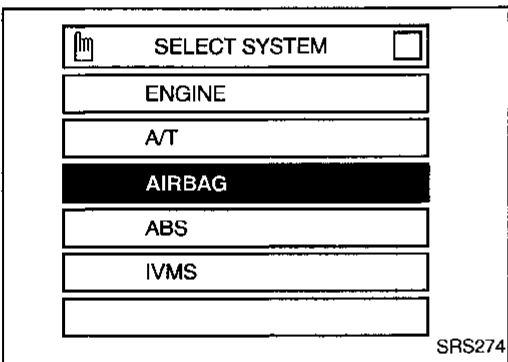 SELECT SYSTEM
ENGINE
A/T
AIRBAG
ABS
IVMS
SRS274